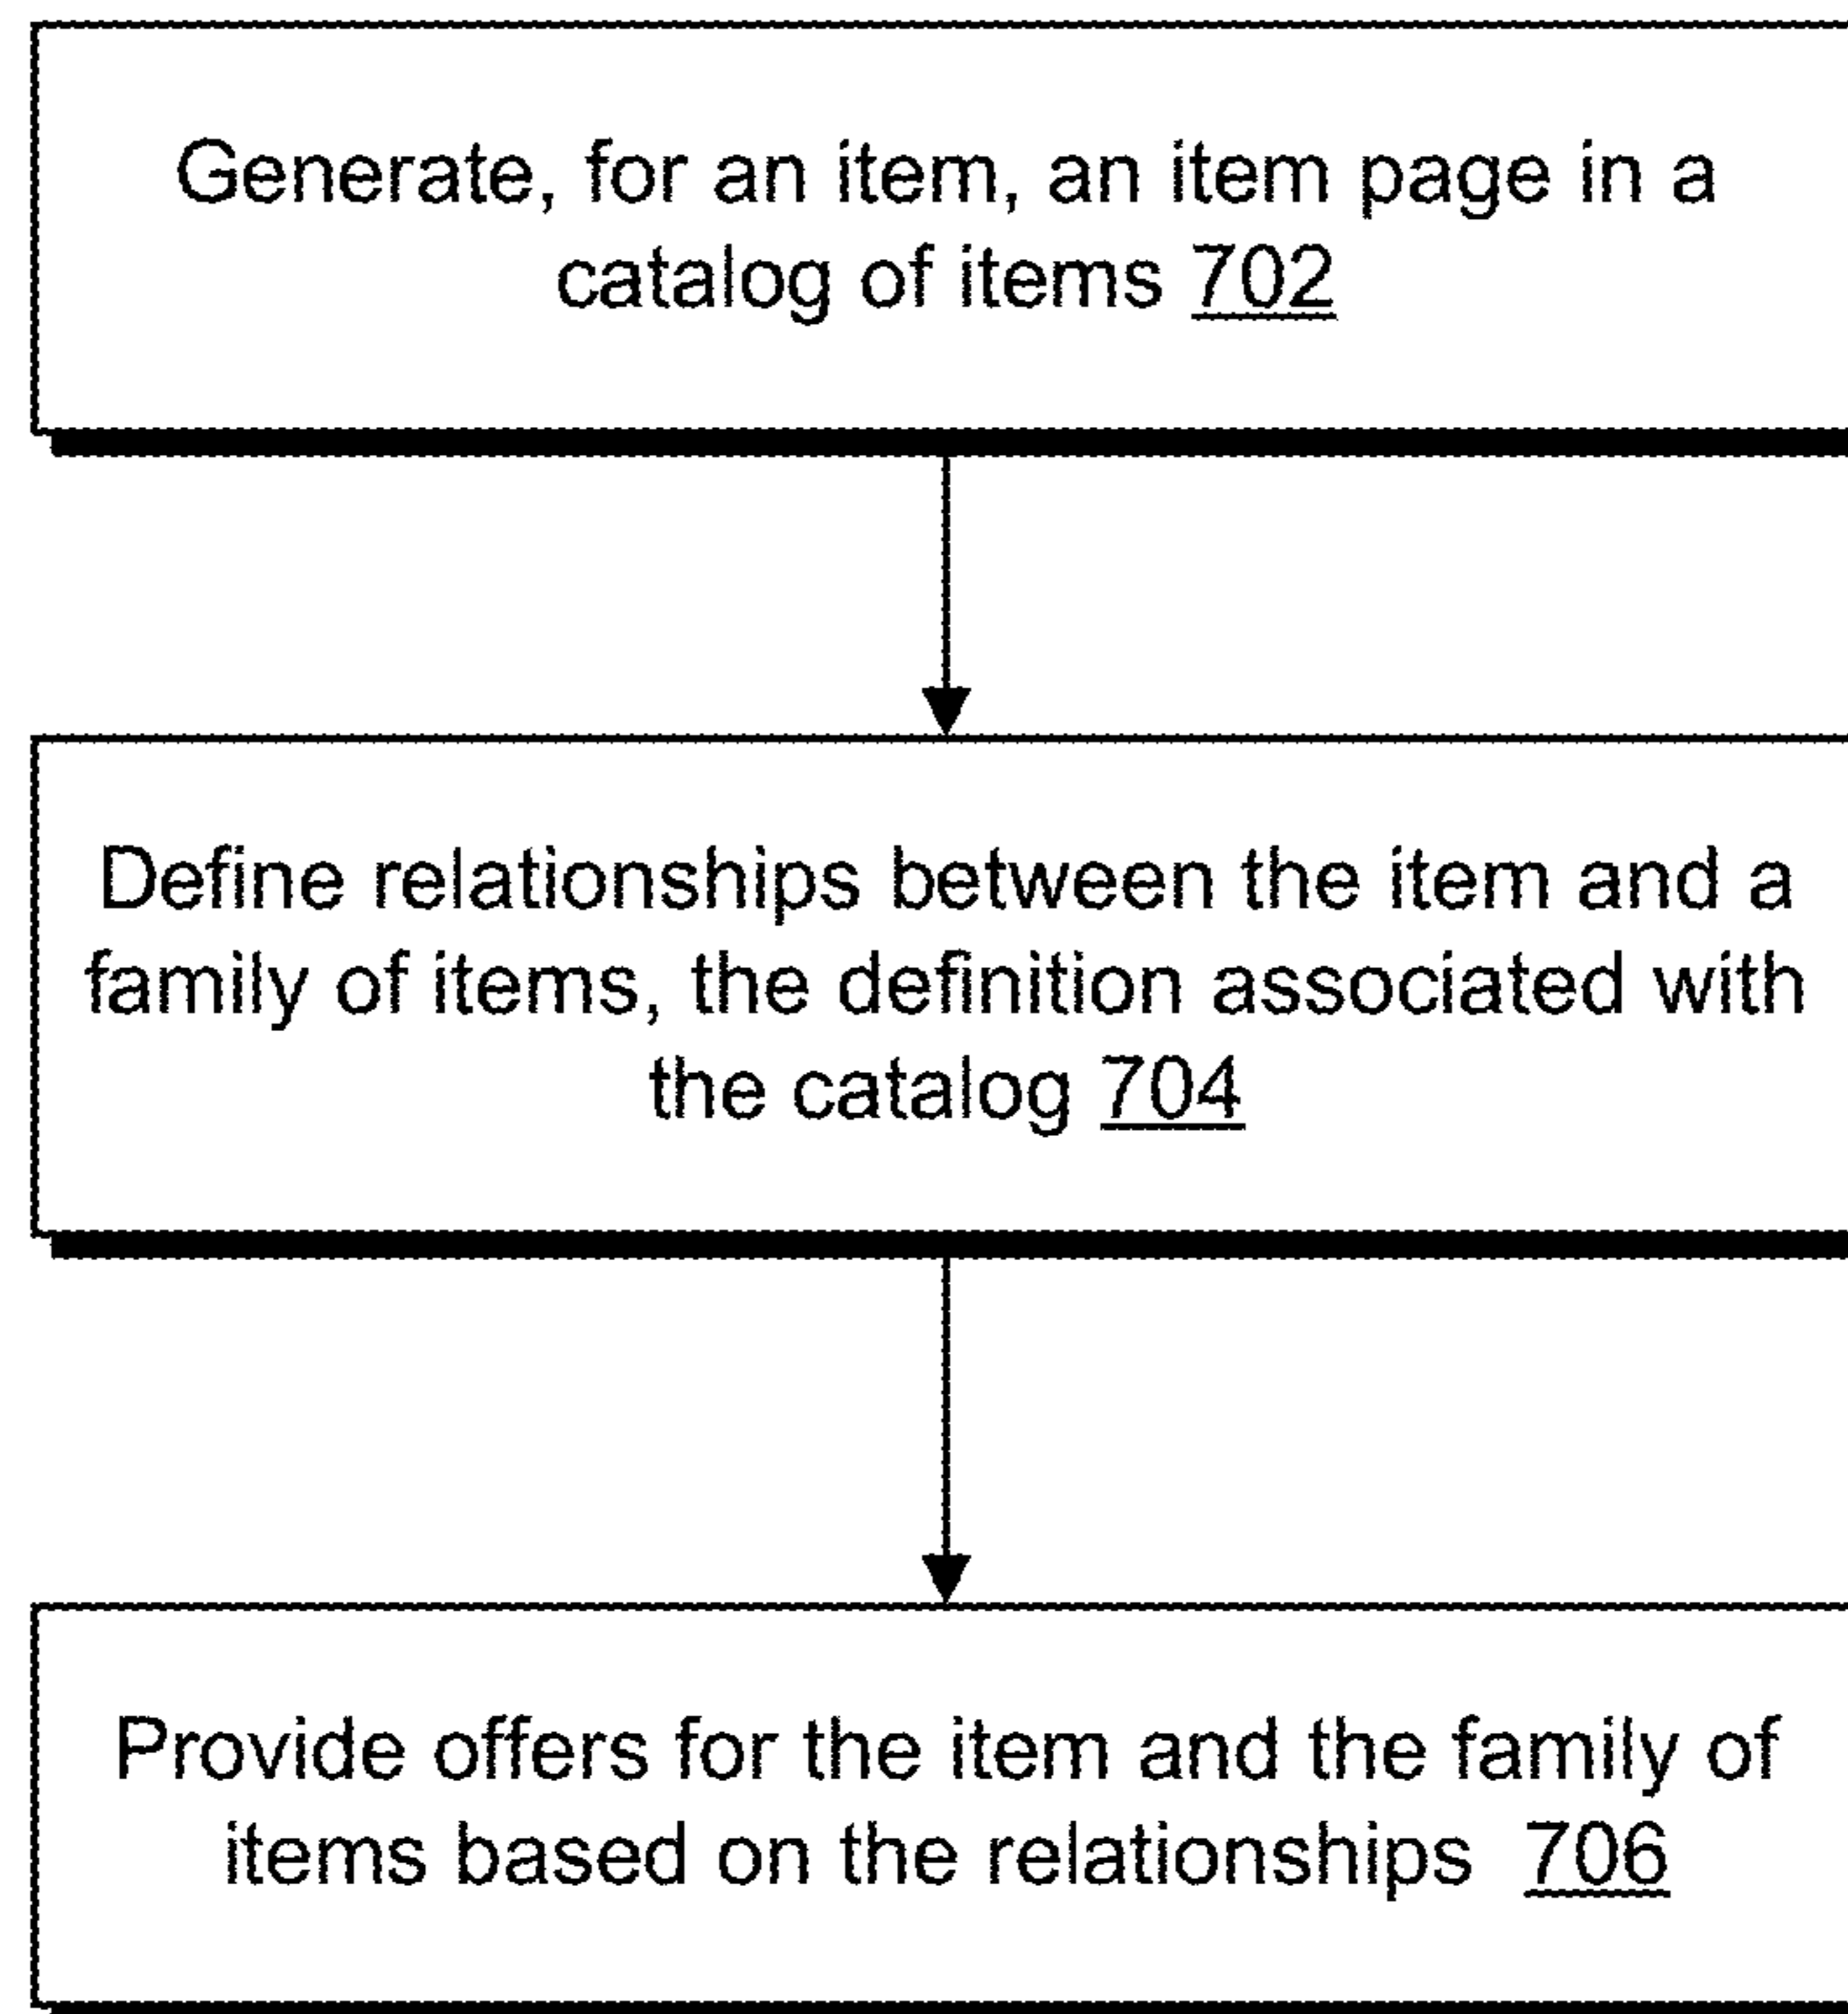 Generate, for an item, an item page in a
catalog of items 702
Define relationships between the item and a
family of items, the definition associated with
the catalog 704
Provide offers for the item and the family of
items based on the relationships 706